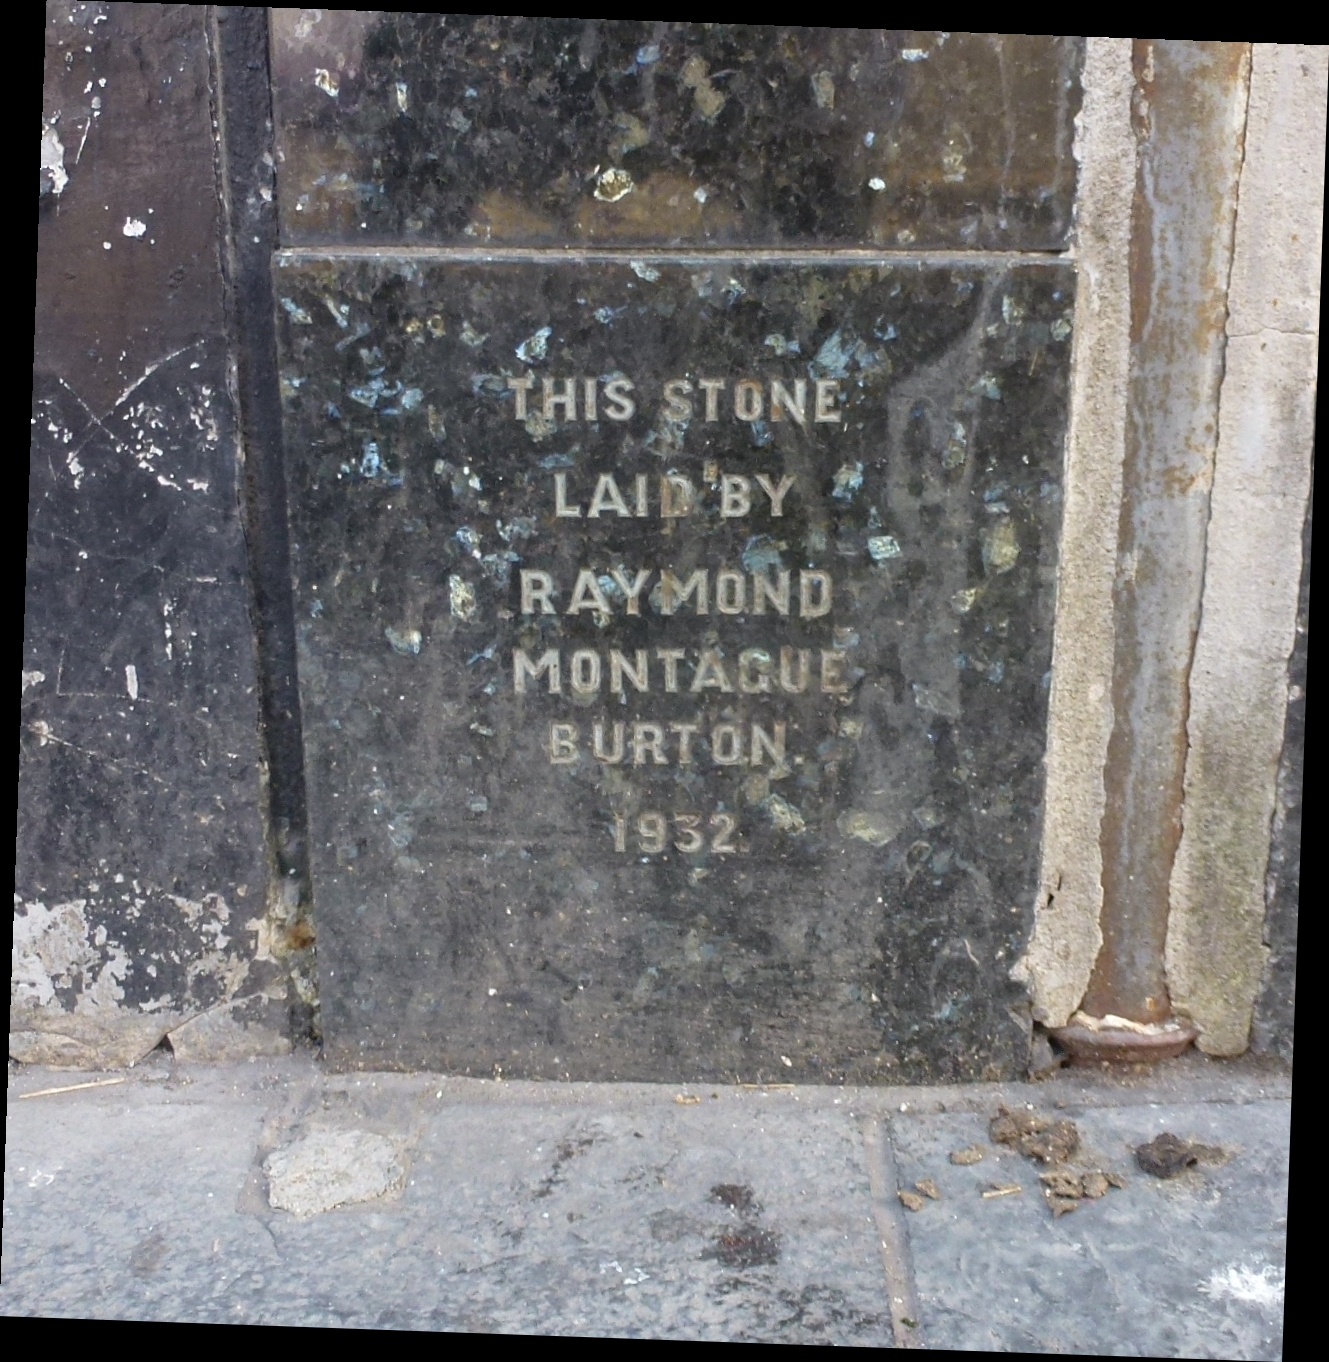 THIS STONE
LAID BY
RAYMOND
MONTAGUE
BURTON.
1932.